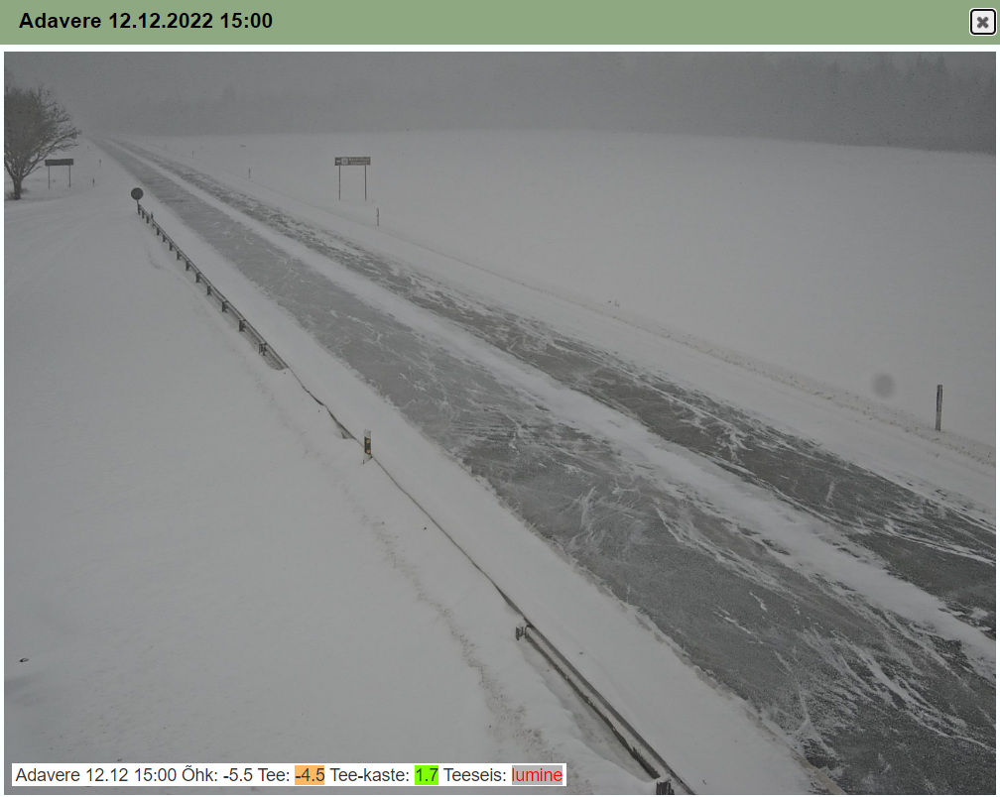 Adavere 12.12.2022 15:00
Adavere 12.12 15:00 Õhk: -5.5 Tee: -4.5 Tee-kaste: 1.7 Teeseis: lumine